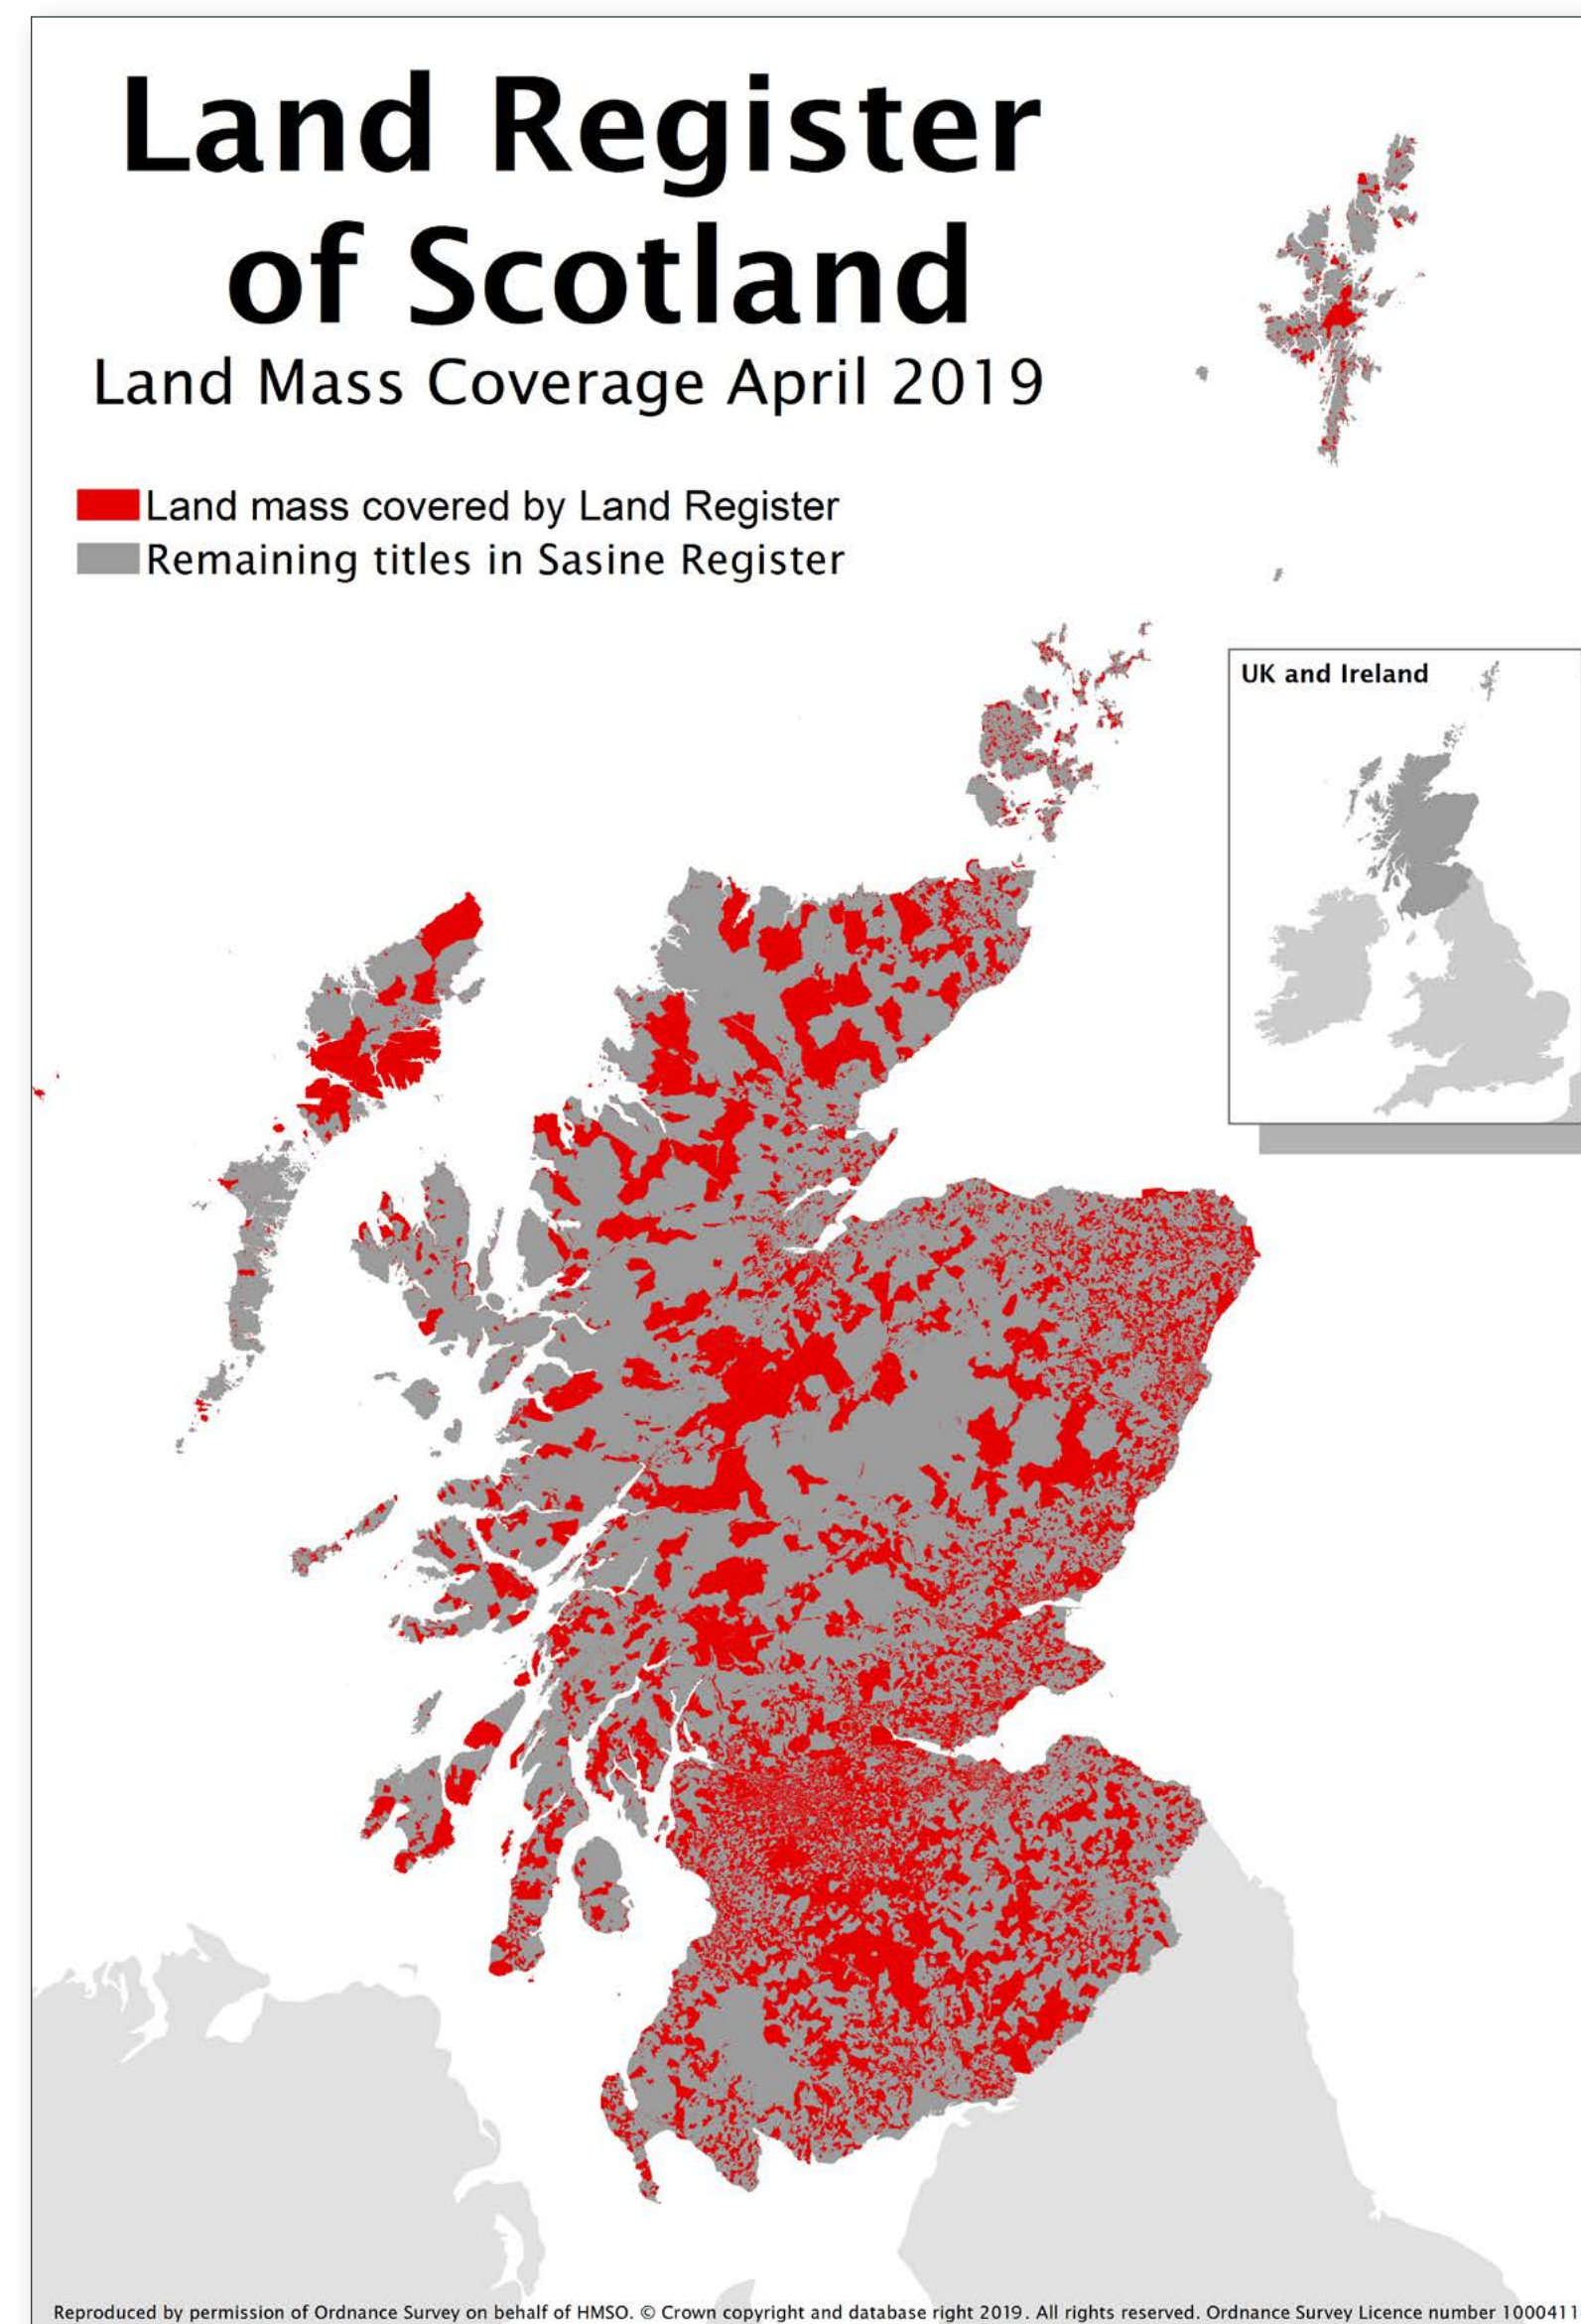 Land Register
of Scotland
Land Mass Coverage April 2019
Land mass covered by Land Register
Remaining titles in Sasine Register
UK and Ireland
Reproduced by permission of Ordnance Survey on behalf of HMSO. © Crown copyright and database right 2019. All rights reserved. Ordnance Survey Licence number 1000411